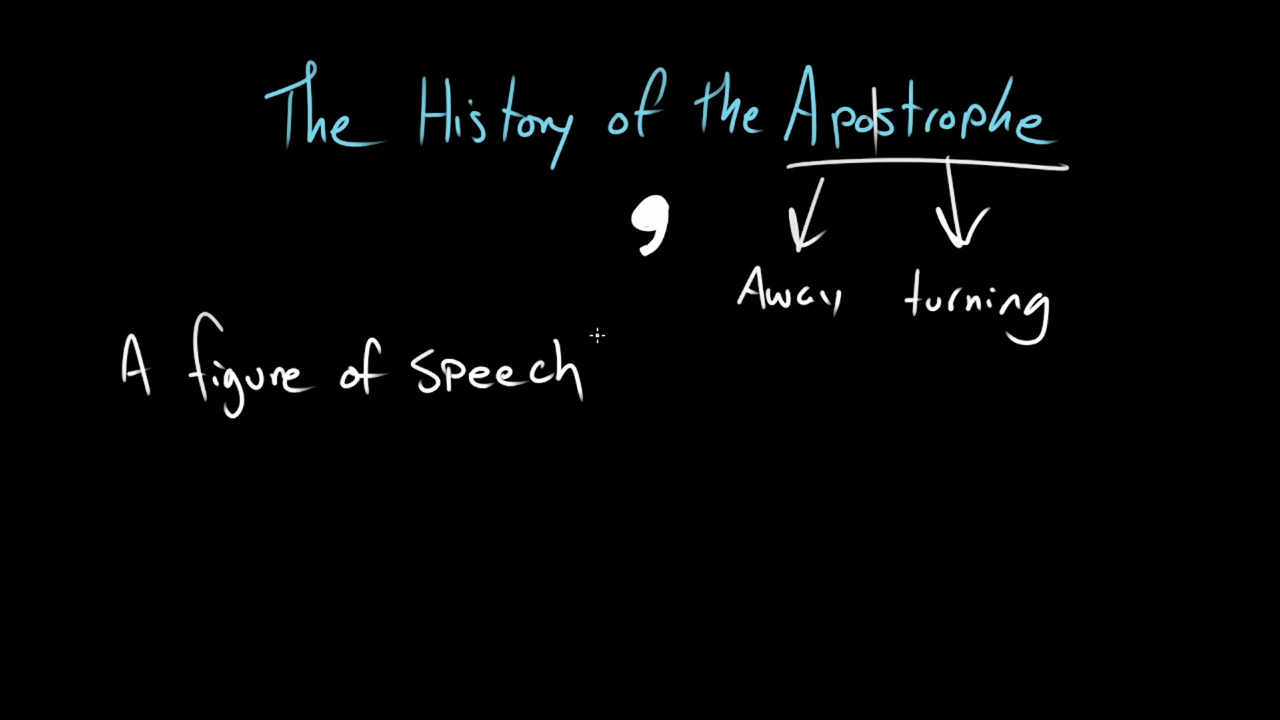 The History of the Apostrophe
,
Away turning
A figure of speech